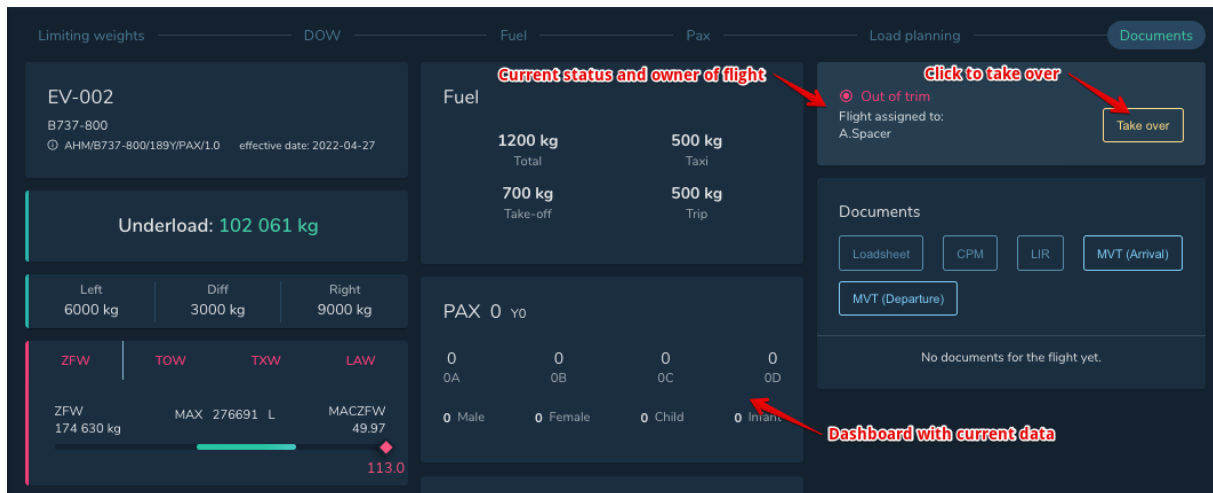 Limiting weights
DOW
Fuel
Pax
Load planning
Documents
EV-002
B737-800
AHM/B737-800/189Y/PAX/1.0 effective date: 2022-04-27
Underload: 102 061 kg
Left Diff Right
6000 kg 3000 kg 9000 kg
ZFW TOW TXW LAW
ZFW MAX 276691 L MACZFW
174 630 kg 49.97
113.0
Current status and owner of flight
Fuel
1200 kg 500 kg
Total Taxi
700 kg 500 kg
Take-off Trip
PAX 0 Y0
0 0 0 0
0A 0B 0C 0D
0 Male 0 Female 0 Child 0 Infant
Click to take over
Out of trim
Flight assigned to:
A.Spacer
Take over
Documents
Loadsheet CPM LIR MVT (Arrival)
MVT (Departure)
No documents for the flight yet.
Dashboard with current data